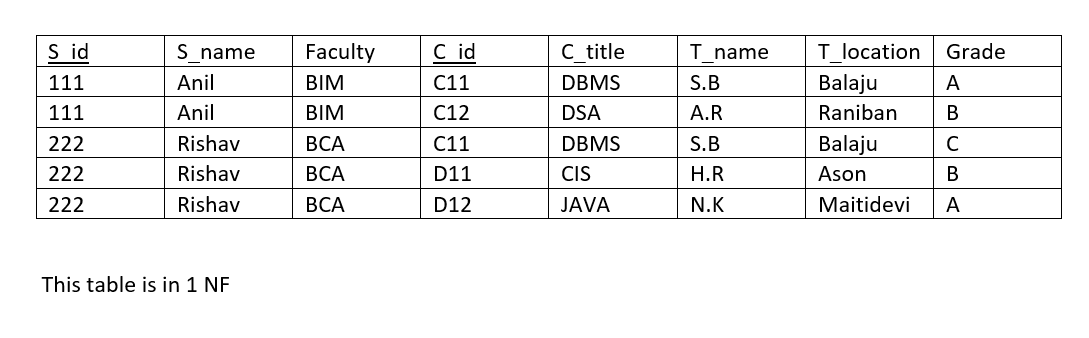 S_id S_name Faculty C_id C_title T_name T_location Grade
111 Anil BIM C11 DBMS S.B Balaju A
111 Anil BIM C12 DSA A.R Raniban B
222 Rishav BCA C11 DBMS S.B Balaju C
222 Rishav BCA D11 CIS H.R Ason B
222 Rishav BCA D12 JAVA N.K Maitidevi A
This table is in 1 NF